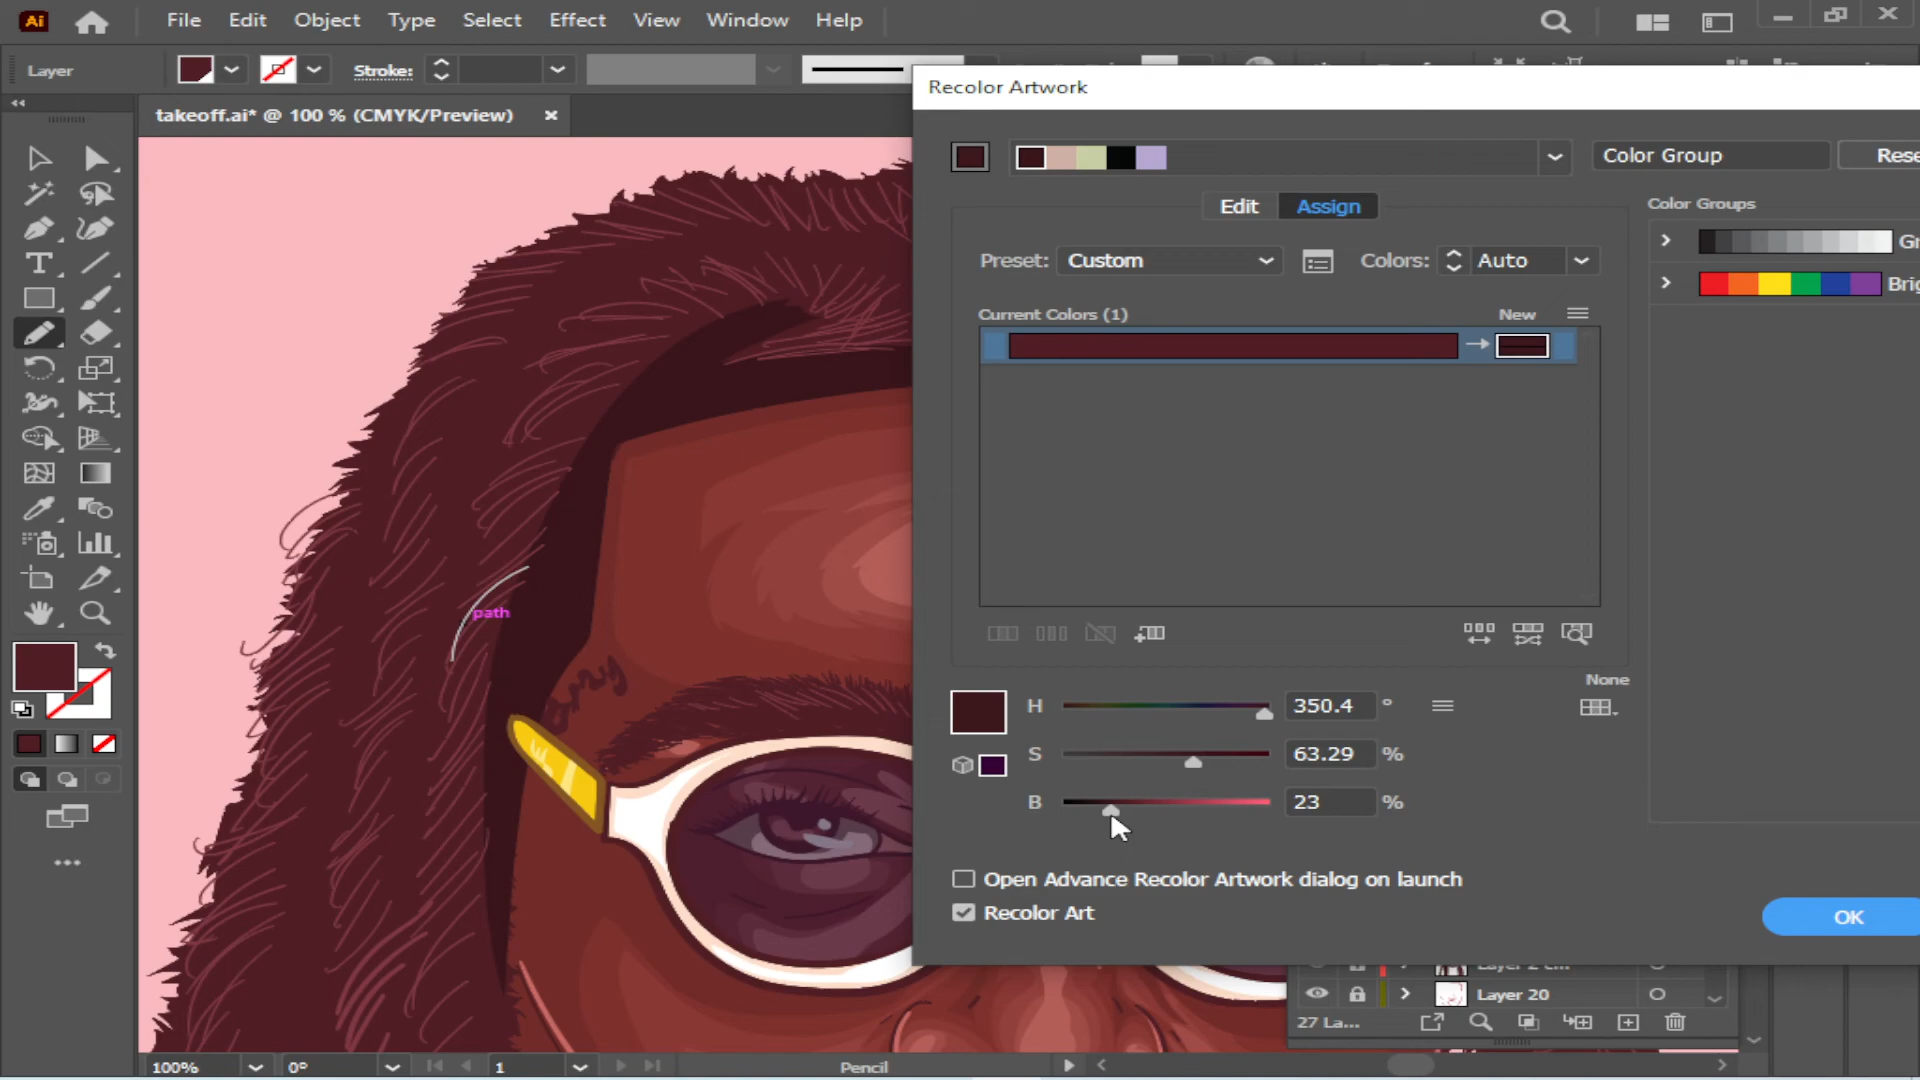 Ai File Edit Object Type Select Effect View Window Help
Layer Stroke:
Recolor Artwork
takeoff.ai* @ 100 % (CMYK/Preview)
Color Group Rese
Edit Assign
Color Groups
Preset: Custom Colors: Auto
Gr
Current Colors (1) New
Brig
path
None
H 350.4 °
S 63.29 %
B 23 %
Open Advance Recolor Artwork dialog on launch
Recolor Art
OK
Layer 20
27 La...
100% 0° 1 Pencil